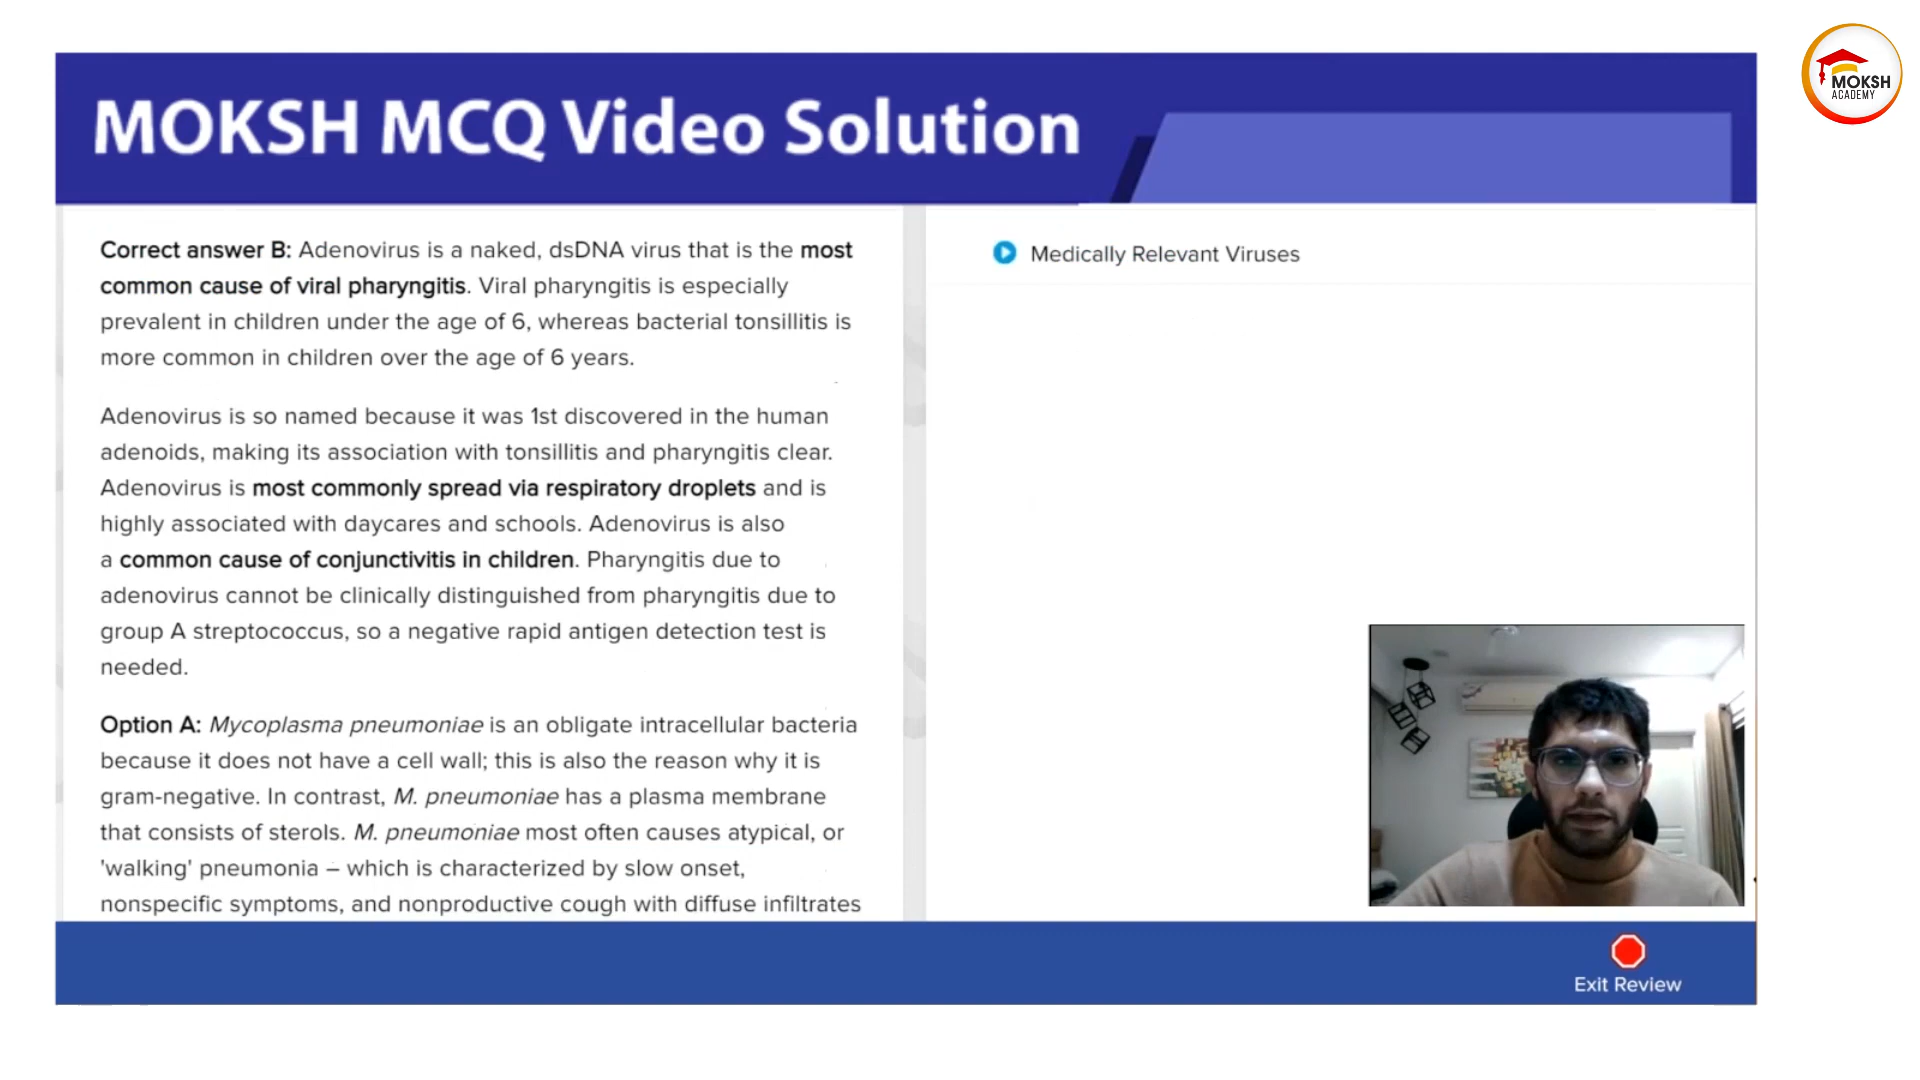 MOKSH MCQ Video Solution
MOKSH
ACADEMY
Correct answer B: Adenovirus is a naked, dsDNA virus that is the most
common cause of viral pharyngitis. Viral pharyngitis is especially
prevalent in children under the age of 6, whereas bacterial tonsillitis is
more common in children over the age of 6 years.
Adenovirus is so named because it was 1st discovered in the human
adenoids, making its association with tonsillitis and pharyngitis clear.
Adenovirus is most commonly spread via respiratory droplets and is
highly associated with daycares and schools. Adenovirus is also
a common cause of conjunctivitis in children. Pharyngitis due to
adenovirus cannot be clinically distinguished from pharyngitis due to
group A streptococcus, so a negative rapid antigen detection test is
needed.
Option A: Mycoplasma pneumoniae is an obligate intracellular bacteria
because it does not have a cell wall; this is also the reason why it is
gram-negative. In contrast, M. pneumoniae has a plasma membrane
that consists of sterols. M. pneumoniae most often causes atypical, or
'walking' pneumonia – which is characterized by slow onset,
nonspecific symptoms, and nonproductive cough with diffuse infiltrates
Medically Relevant Viruses
Exit Review